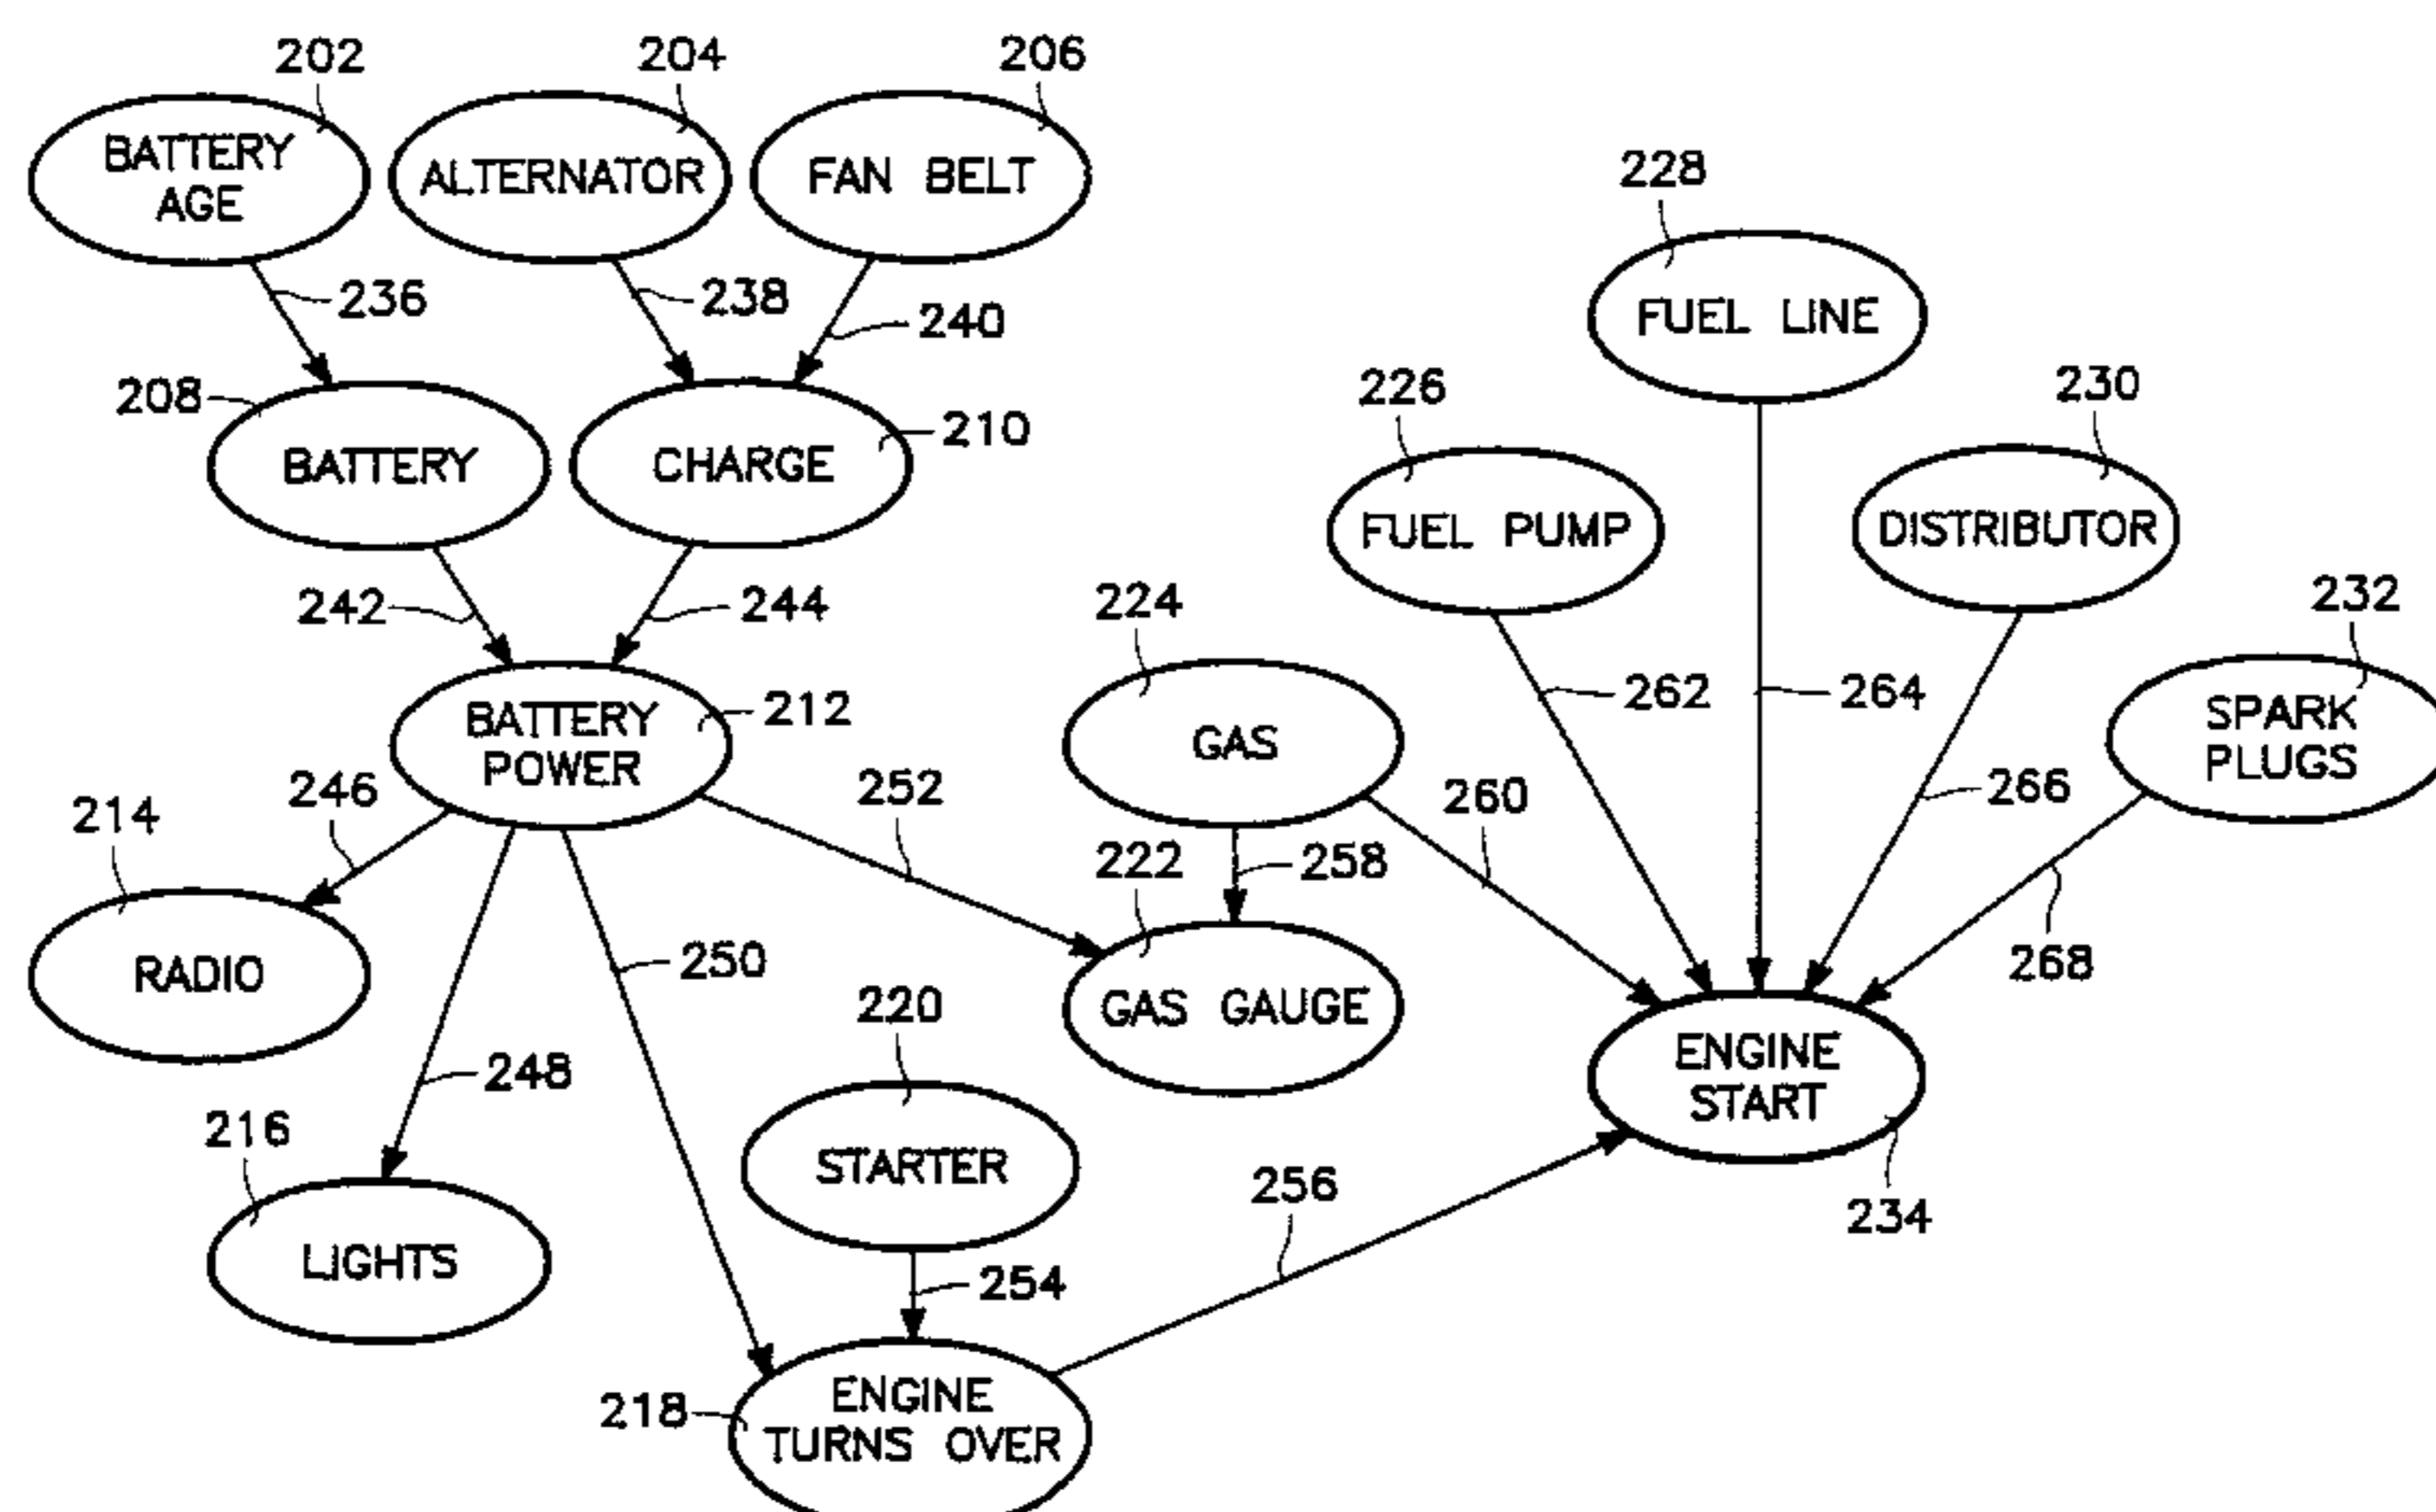 202
204
206
BATTERY
AGE
ALTERNATOR
FAN BELT
228
236
238
240
FUEL LINE
208
210
226
230
BATTERY
CHARGE
FUEL PUMP
DISTRIBUTOR
242
244
224
232
212
262
264
BATTERY
POWER
GAS
SPARK
PLUGS
214
246
252
260
266
222
258
250
268
RADIO
220
GAS GAUGE
ENGINE
START
248
216
STARTER
256
234
LIGHTS
254
218
ENGINE
TURNS OVER